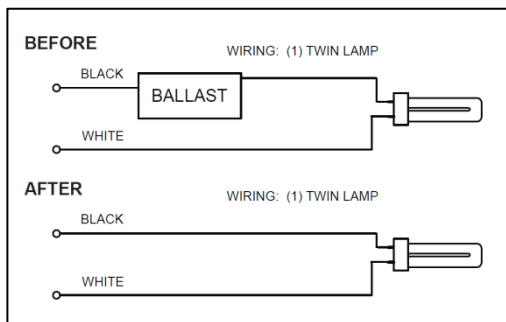 BEFORE
WIRING: (1) TWIN LAMP
BLACK
BALLAST
WHITE
AFTER
WIRING: (1) TWIN LAMP
BLACK
WHITE